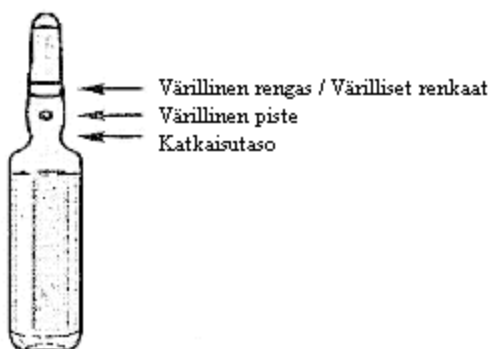 Värillinen rengas / Värilliset renkaat
Värillinen piste
Katkaisutaso